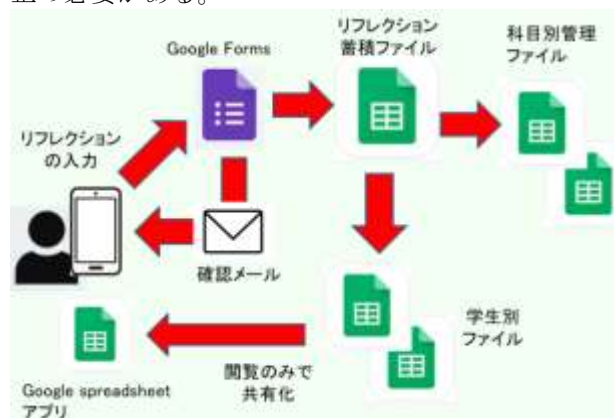 Google Forms
リフレクション
蓄積ファイル
科目別管理
ファイル
リフレクション
の入力
確認メール
学生別
ファイル
閲覧のみで
共有化
Google spreadsheet
アプリ